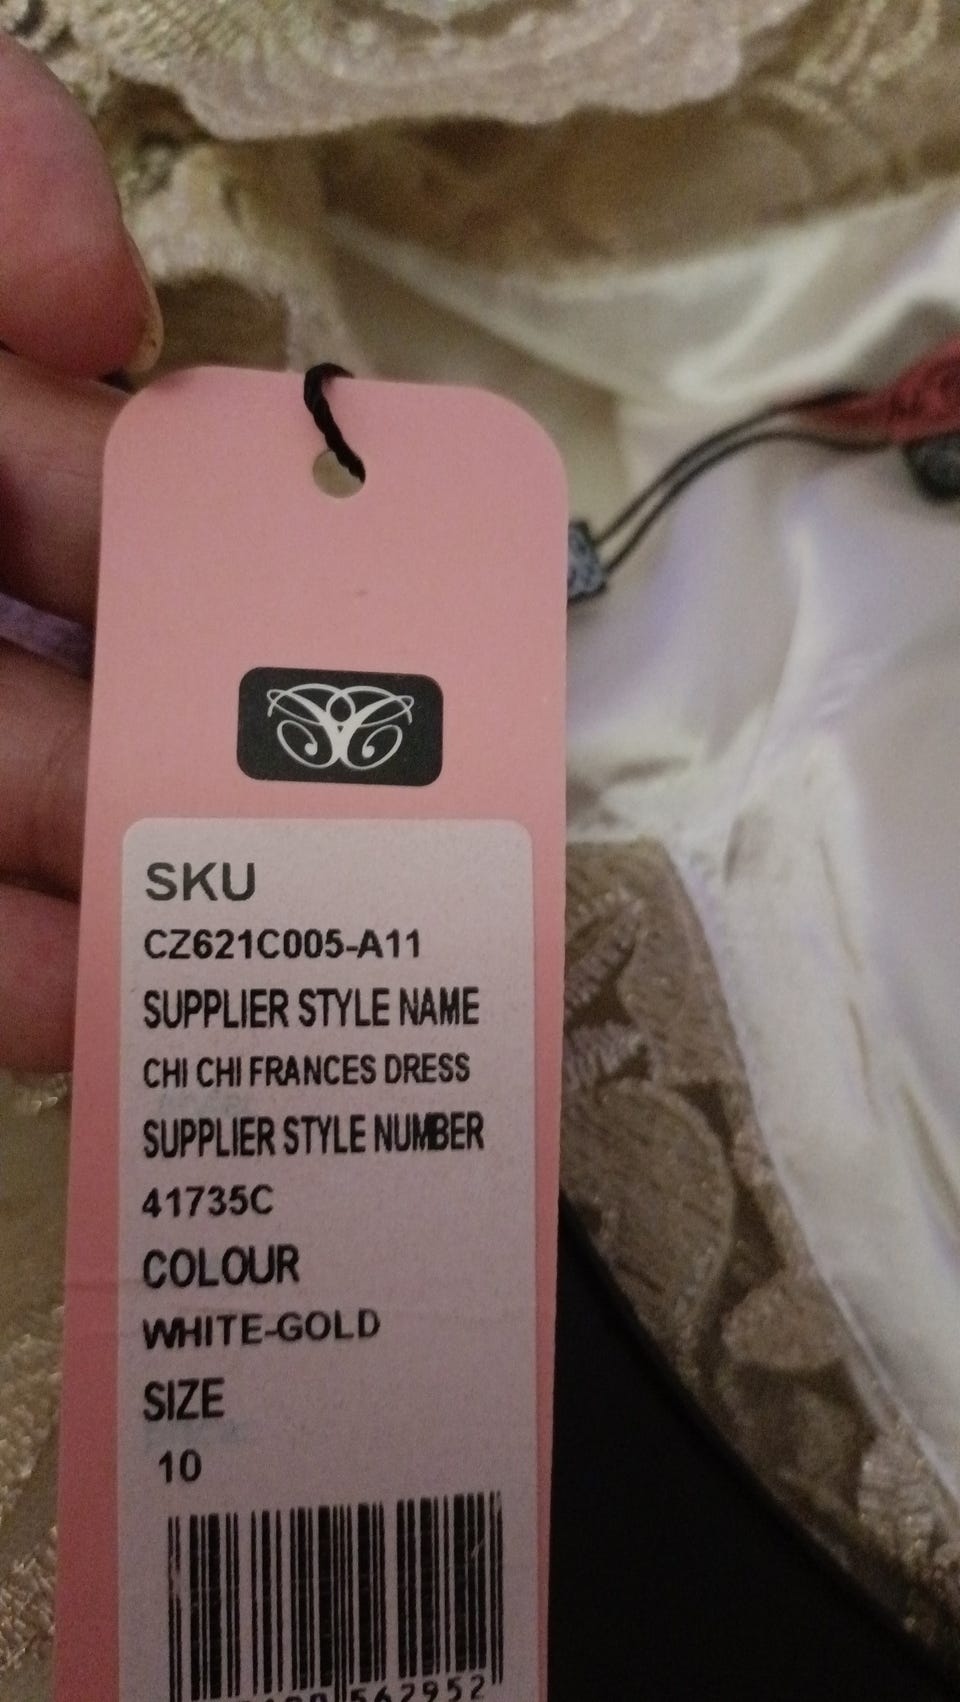 SKU
CZ621C005-A11
SUPPLIER STYLE NAME
CHI CHI FRANCES DRESS
SUPPLIER STYLE NUMBER
41735C
COLOUR
WHITE-GOLD
SIZE
10
562952